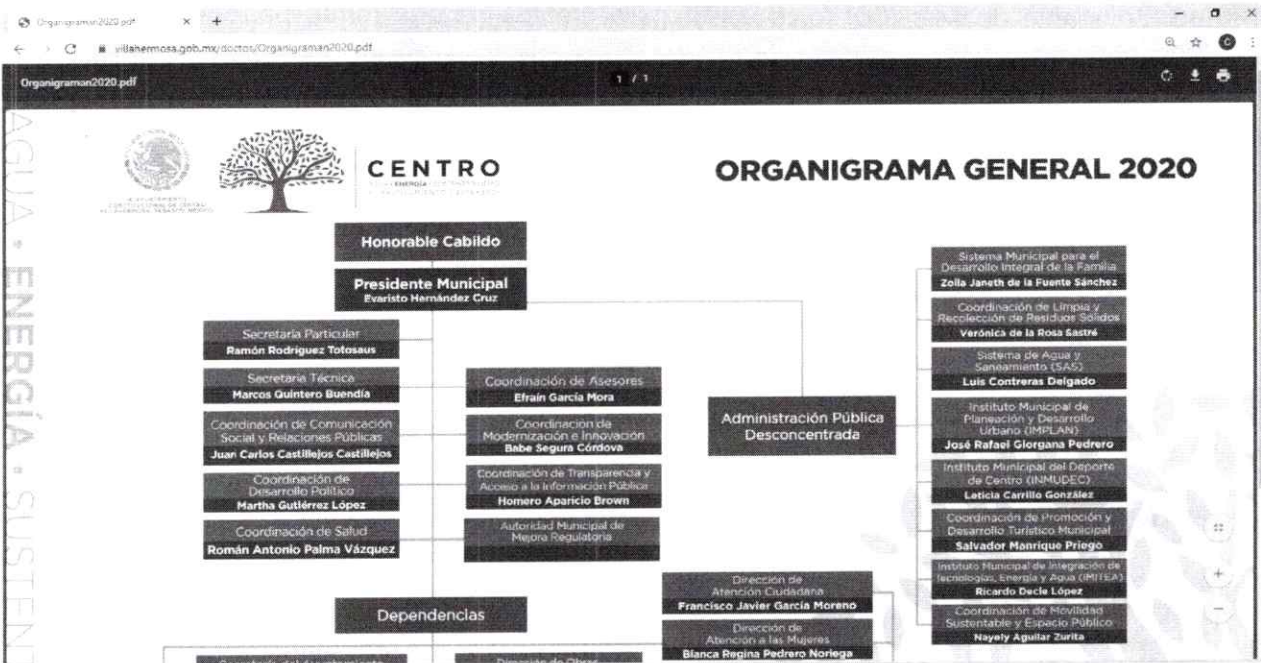 Organigraman2020.pdf
villahermosa.gob.mx/doctos/Organigraman2020.pdf
Organigraman2020.pdf
1 / 1
AGUA • ENERGÍA • SUSTENT
CENTRO
ORGANIGRAMA GENERAL 2020
Honorable Cabildo
Presidente Municipal
Evaristo Hernández Cruz
Secretaría Particular
Ramón Rodríguez Totosaus
Secretaría Técnica
Marcos Quintero Buendía
Coordinación de Comunicación
Social y Relaciones Públicas
Juan Carlos Castillejos Castillejos
Coordinación de
Desarrollo Político
Martha Gutiérrez López
Coordinación de Salud
Román Antonio Palma Vázquez
Coordinación de Asesores
Efraín García Mora
Coordinación de
Modernización e Innovación
Babe Segura Córdova
Coordinación de Transparencia y
Acceso a la Información Pública
Homero Aparicio Brown
Autoridad Municipal de
Mejora Regulatoria
Administración Pública
Desconcentrada
Sistema Municipal para el
Desarrollo Integral de la Familia
Zoila Janeth de la Fuente Sánchez
Coordinación de Limpia y
Recolección de Residuos Sólidos
Verónica de la Rosa Sastré
Sistema de Agua y
Saneamiento (SAS)
Luis Contreras Delgado
Instituto Municipal de
Planeación y Desarrollo
Urbano (IMPLAN)
José Rafael Giorgana Pedrero
Instituto Municipal del Deporte
de Centro (INMUDEC)
Leticia Carrillo González
Coordinación de Promoción y
Desarrollo Turístico Municipal
Salvador Manrique Priego
Instituto Municipal de Integración de
Tecnologías, Energía y Agua (IMITEA)
Ricardo Decle López
Coordinación de Movilidad
Sustentable y Espacio Público
Nayely Aguilar Zurita
Dependencias
Dirección de
Atención Ciudadana
Francisco Javier García Moreno
Dirección de
Atención a las Mujeres
Blanca Regina Pedrero Noriega
Dirección de Obras